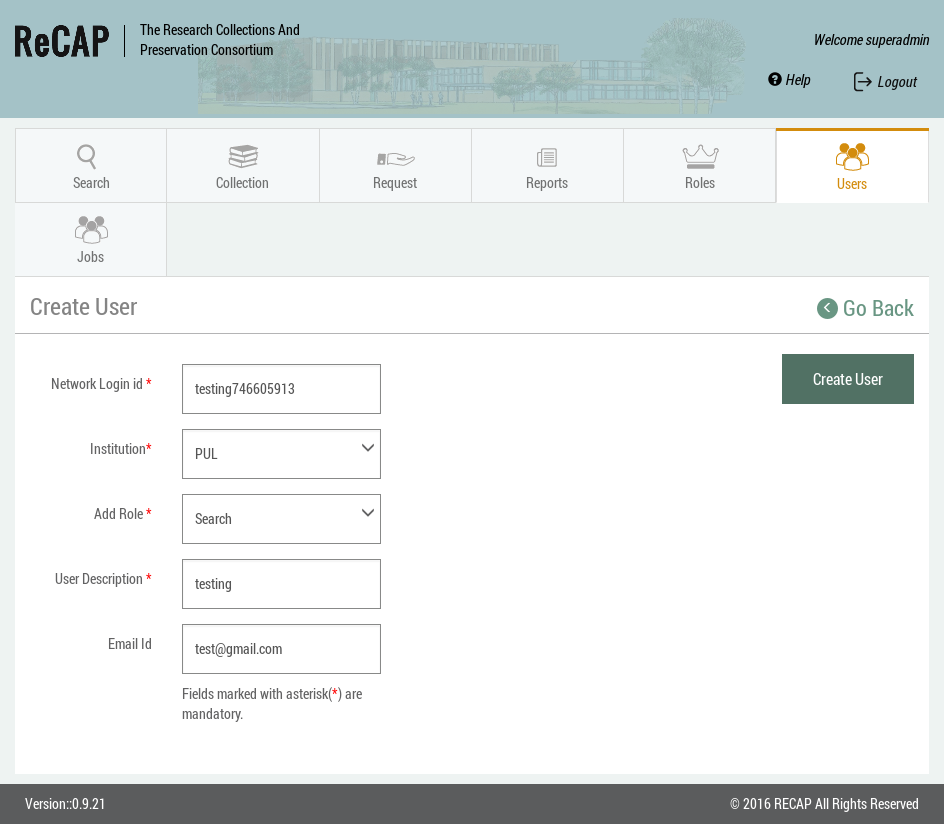 ReCAP
The Research Collections And
Preservation Consortium
Welcome superadmin
Help
Logout
Search
Collection
Request
Reports
Roles
Users
Jobs
Create User
Go Back
Create User
Network Login id *
testing746605913
Institution*
PUL
Add Role *
Search
User Description *
testing
Email Id
test@gmail.com
Fields marked with asterisk(*) are
mandatory.
Version::0.9.21
© 2016 RECAP All Rights Reserved